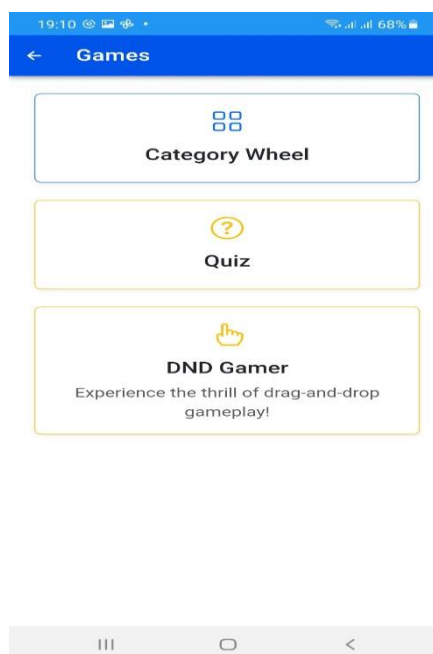 19:10
68%
Games
Category Wheel
?
Quiz
DND Gamer
Experience the thrill of drag-and-drop
gameplay!